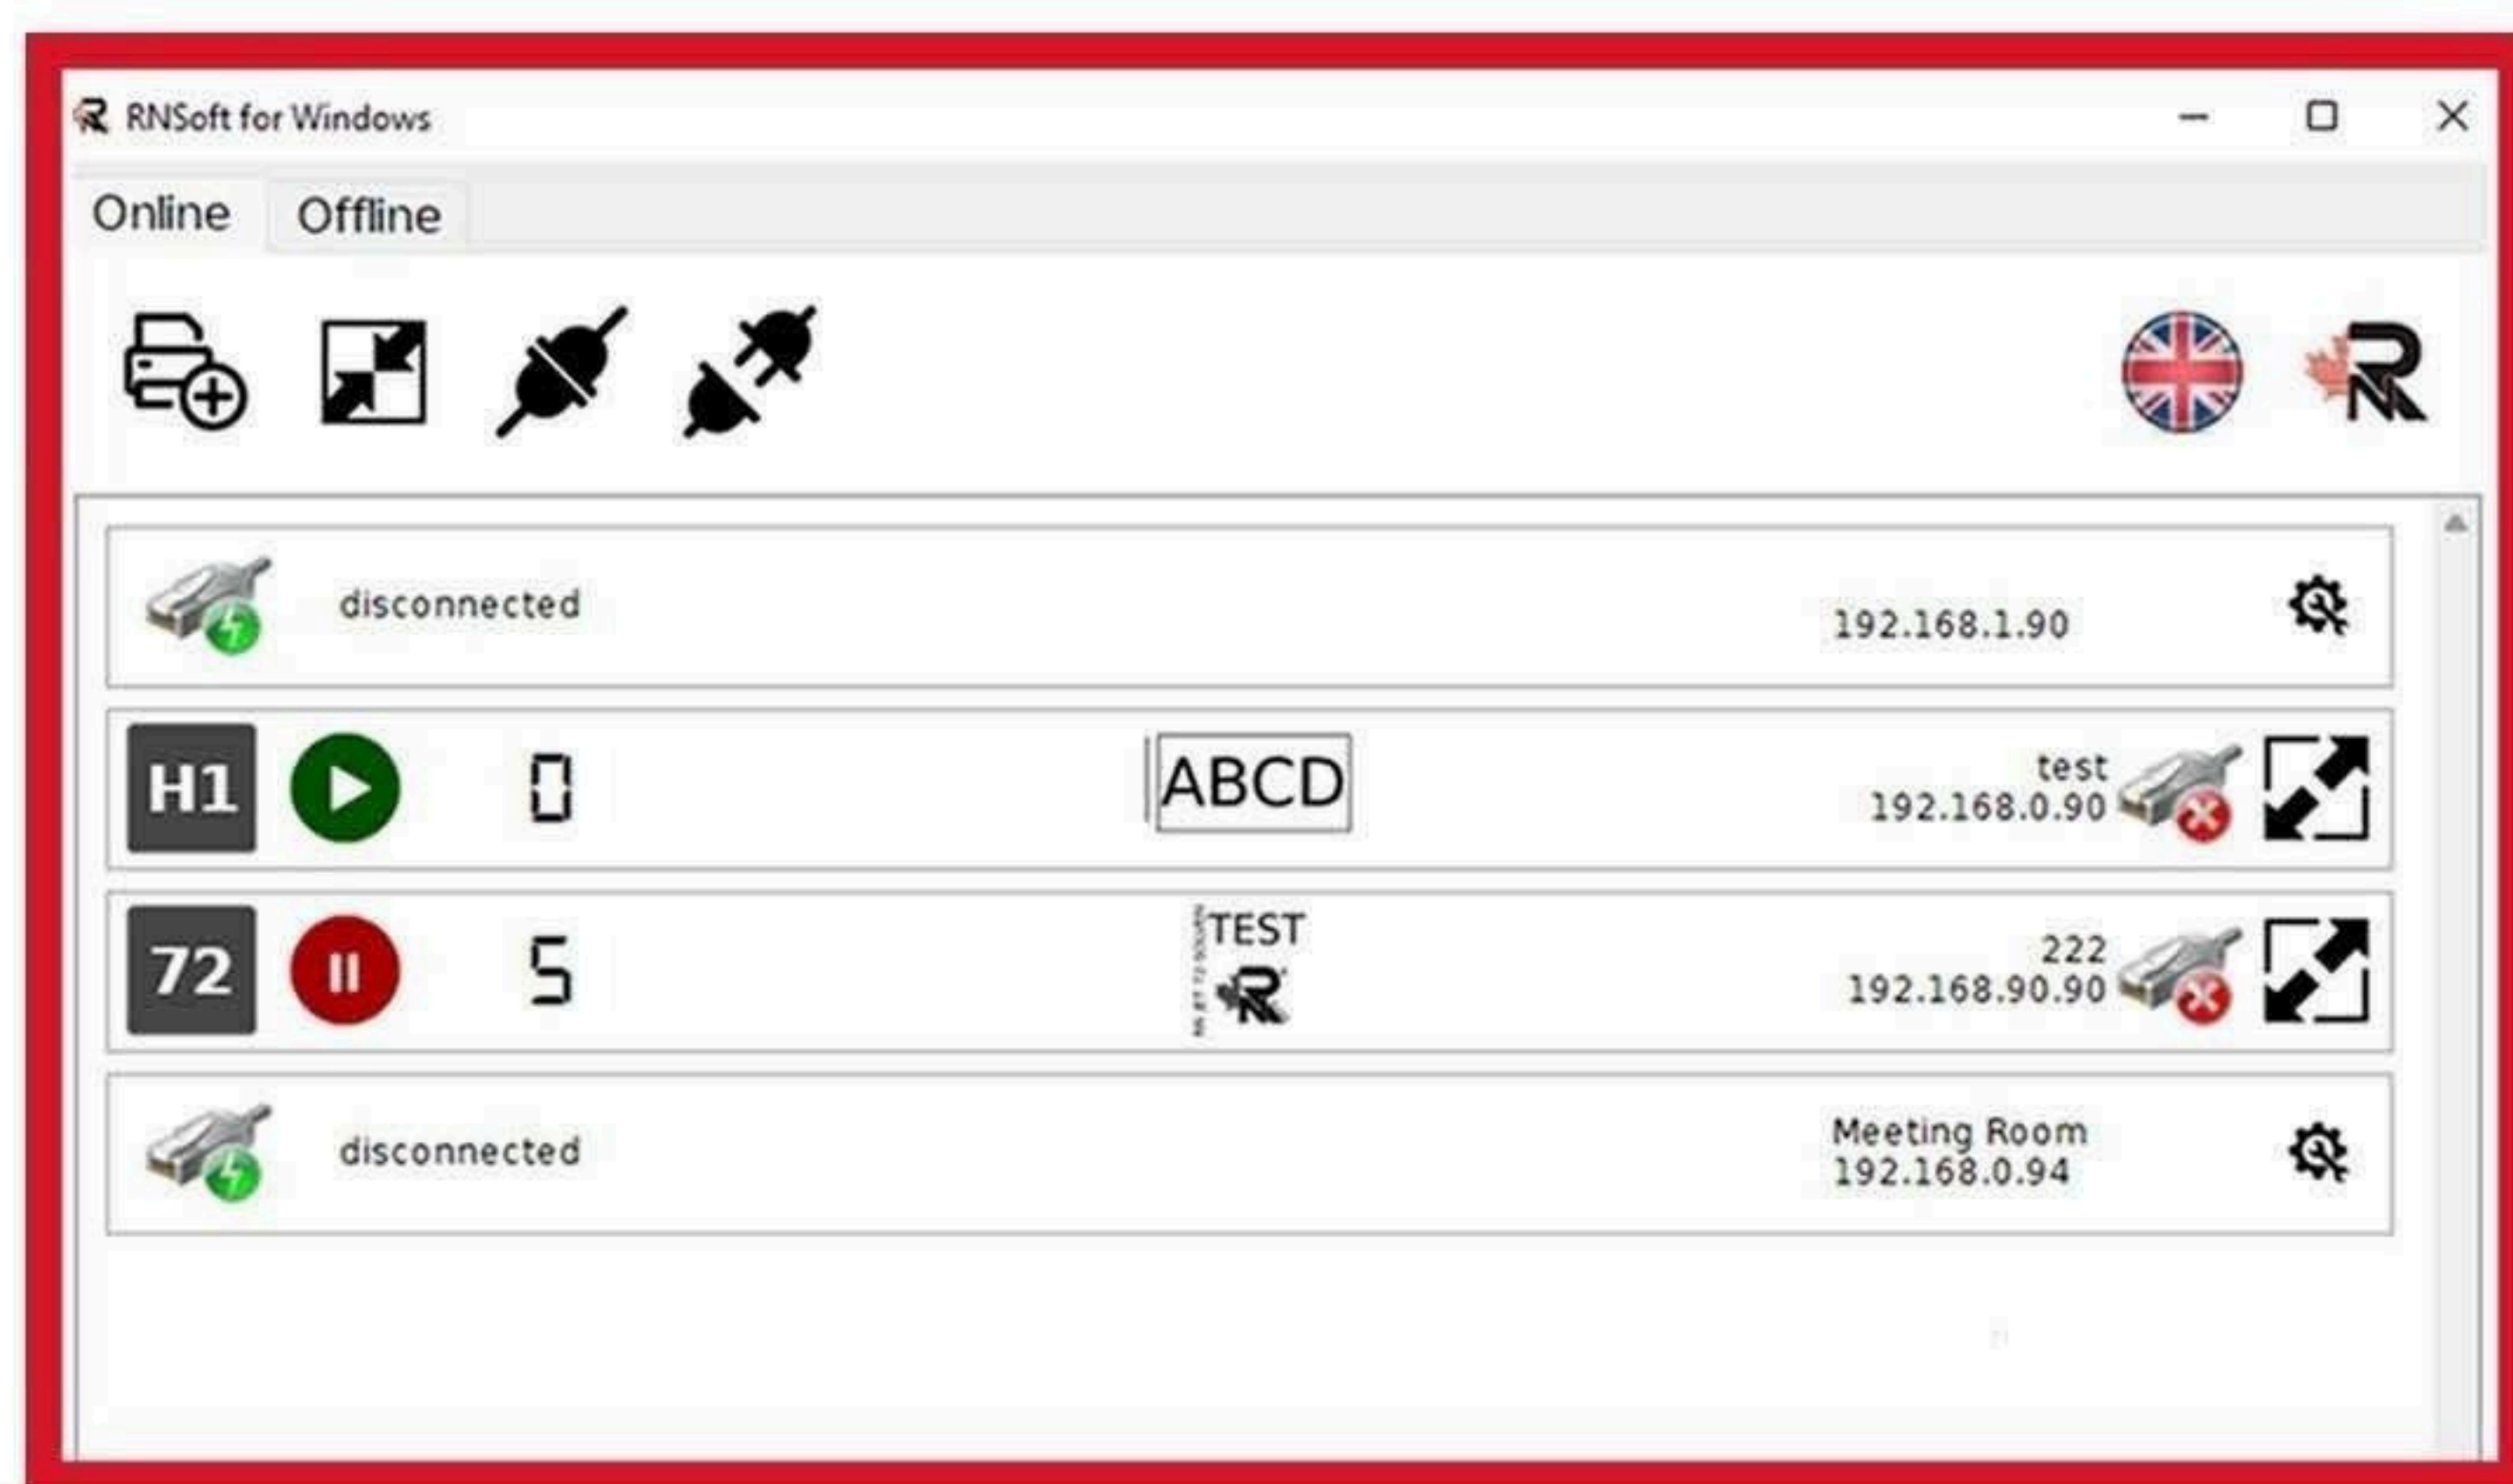 RNSoft for Windows
Online Offline
disconnected
192.168.1.90
H1 0 ABCD test
192.168.0.90
72 5 TEST 222
192.168.90.90
disconnected Meeting Room
192.168.0.94